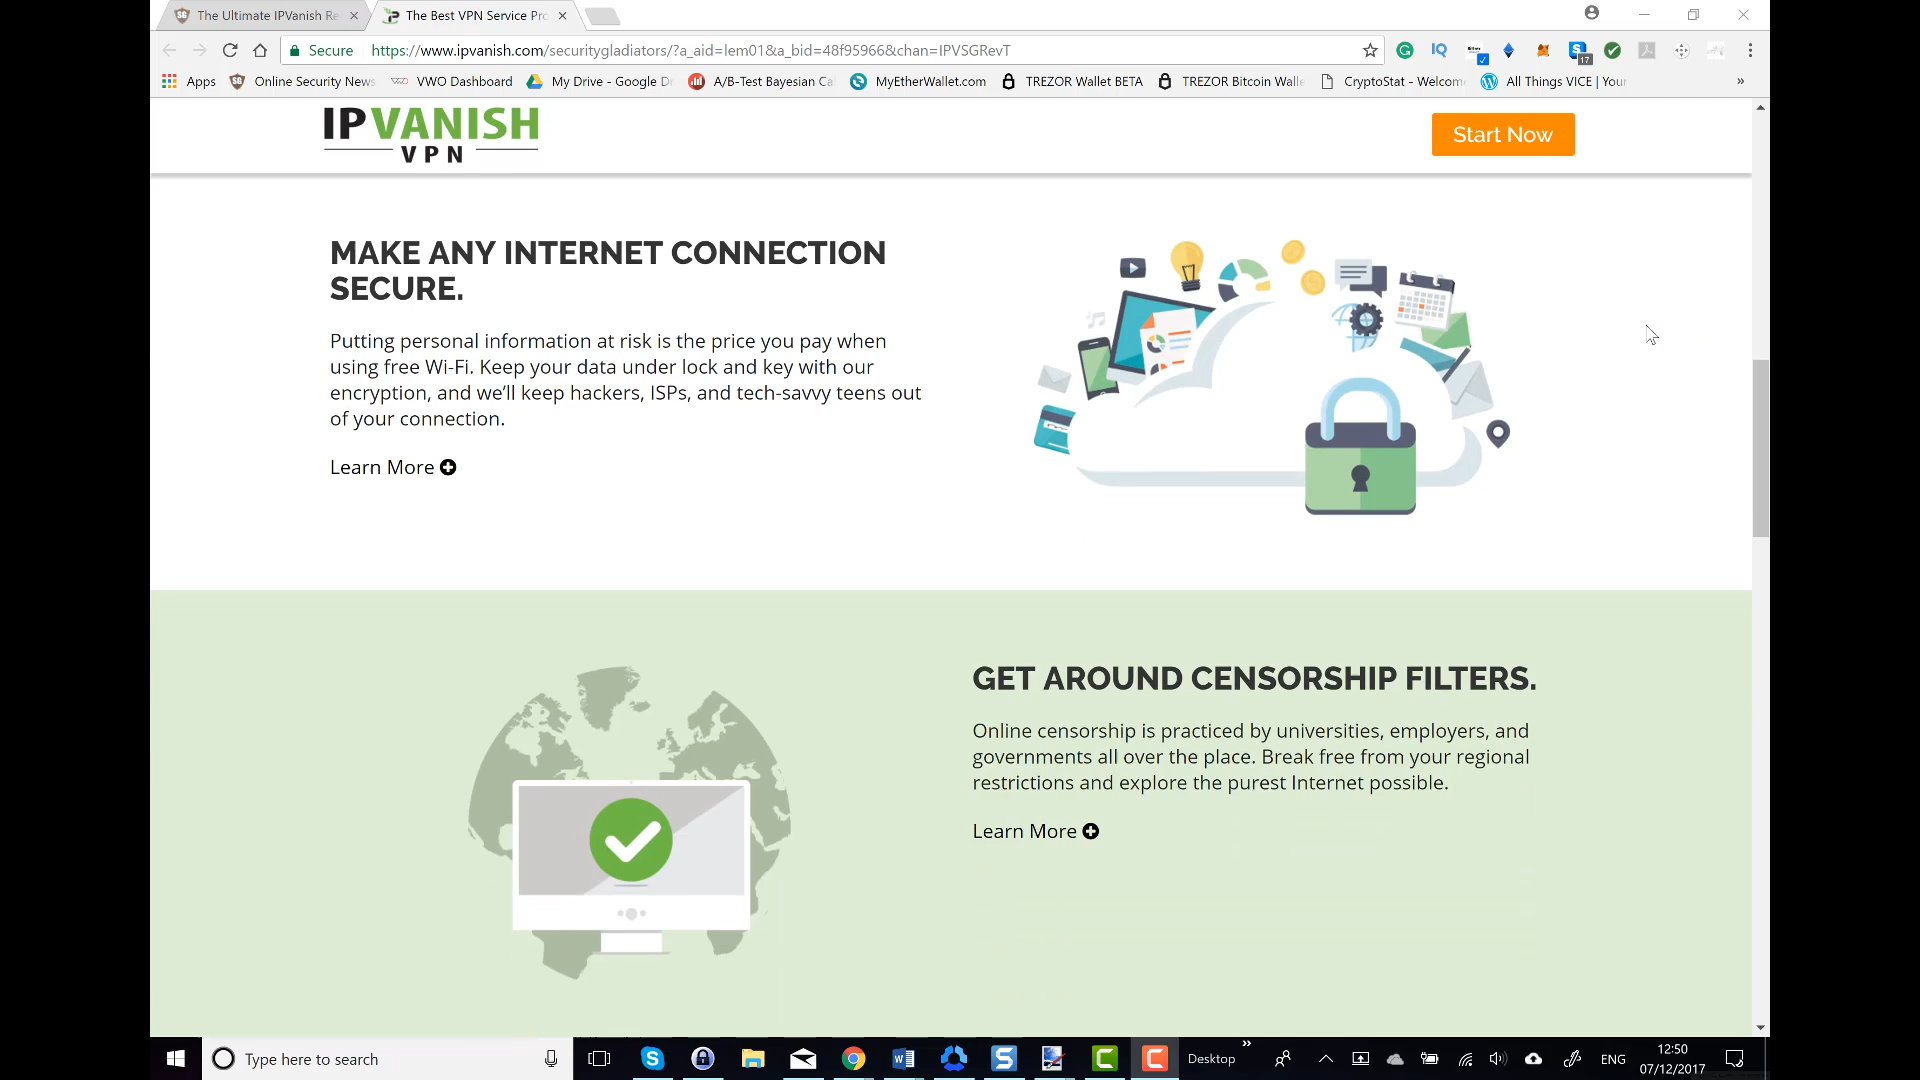 The Ultimate IPVanish Re
The Best VPN Service Pro
Secure
https://www.ipvanish.com/securitygladiators/?a_aid=lem01&a_bid=48f95966&chan=IPVSGRevT
IQ
17
Apps
Online Security News
VWO Dashboard
My Drive - Google D
A/B-Test Bayesian Ca
MyEtherWallet.com
TREZOR Wallet BETA
TREZOR Bitcoin Walle
CryptoStat - Welcome
All Things VICE | Your
»
IPVANISH
VPN
Start Now
MAKE ANY INTERNET CONNECTION
SECURE.
Putting personal information at risk is the price you pay when
using free Wi-Fi. Keep your data under lock and key with our
encryption, and we'll keep hackers, ISPs, and tech-savvy teens out
of your connection.
Learn More
GET AROUND CENSORSHIP FILTERS.
Online censorship is practiced by universities, employers, and
governments all over the place. Break free from your regional
restrictions and explore the purest Internet possible.
Learn More
Type here to search
Desktop
»
ENG
12:50
07/12/2017